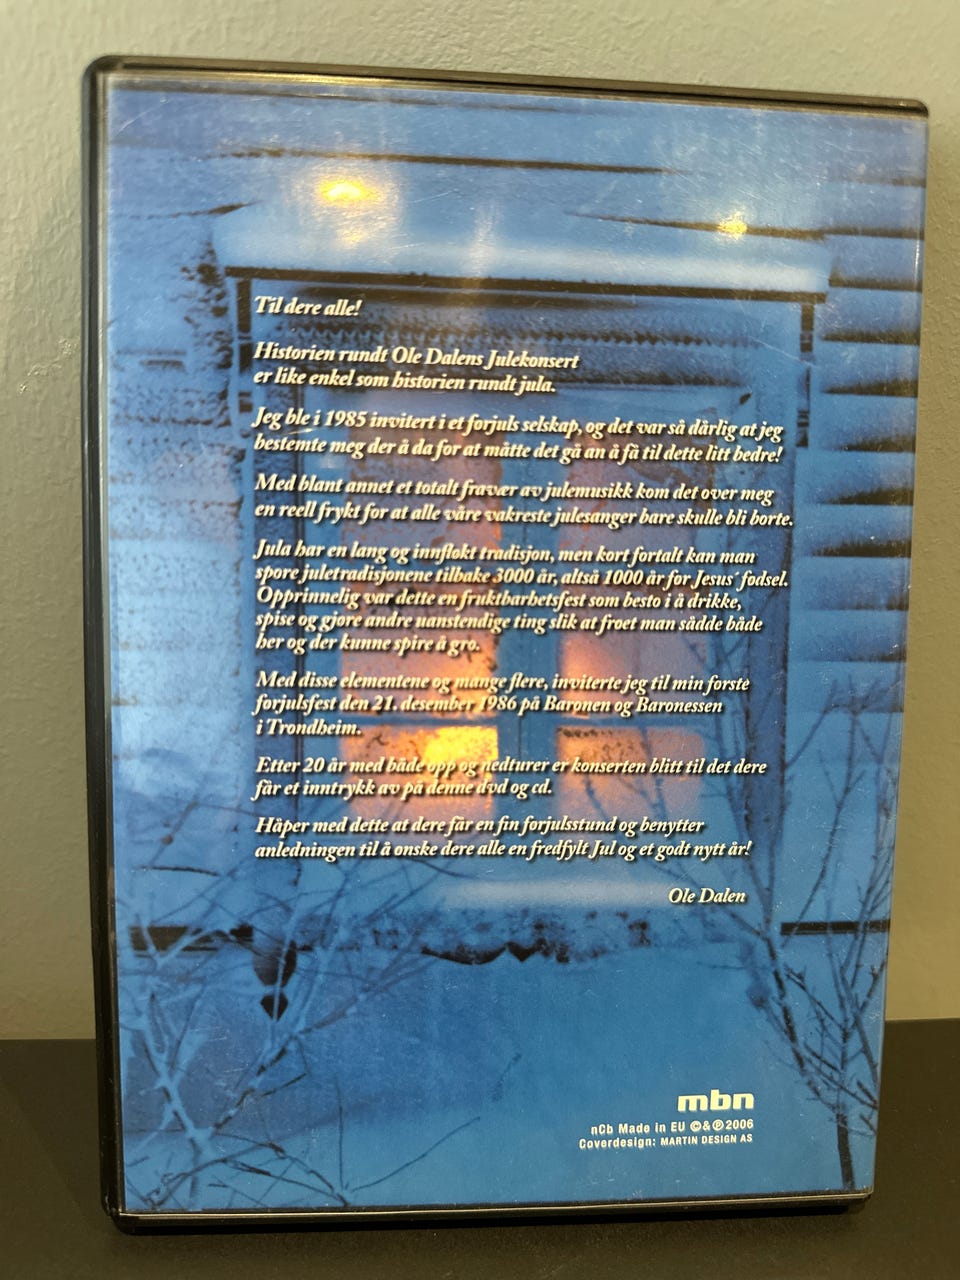 Til dere alle!
Historien rundt Ole Dalens Julekonsert
er like enkel som historien rundt jula.
Jeg ble i 1985 invitert i et førjuls selskap, og det var så dårlig at jeg
bestemte meg der å da for at måtte det gå an å få til dette litt bedre!
Med blant annet et totalt fravær av julemusikk kom det over meg
en reell frykt for at alle våre vakreste julesanger bare skulle bli borte.
Jula har en lang og innfløkt tradisjon, men kort fortalt kan man
spore juletradisjonene tilbake 3000 år, altså 1000 år før Jesus´ fødsel.
Opprinnelig var dette en fruktbarhetsfest som besto i å drikke,
spise og gjøre andre uanstendige ting slik at frøet man sådde både
her og der kunne spire å gro.
Med disse elementene og mange flere, inviterte jeg til min første
førjulsfest den 21. desember 1986 på Baronen og Baronessen
i Trondheim.
Etter 20 år med både opp og nedturer er konserten blitt til det dere
får et inntrykk av på denne dvd og cd.
Håper med dette at dere får en fin førjulsstund og benytter
anledningen til å ønske dere alle en fredfylt Jul og et godt nytt år!
Ole Dalen
mbn
nCb Made in EU ©&℗2006
Coverdesign: MARTIN DESIGN AS